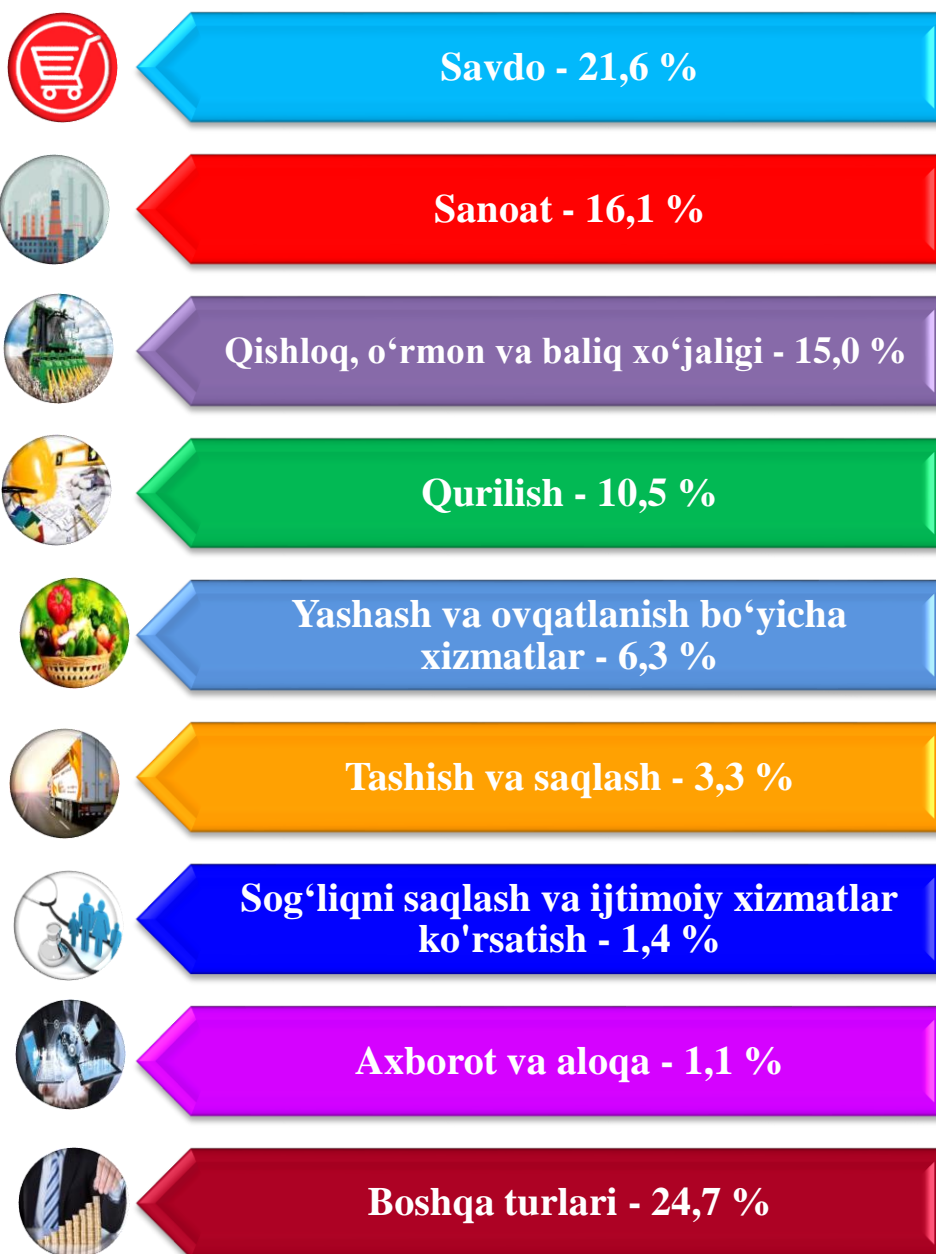 Savdo - 21,6 %
Sanoat - 16,1 %
Qishloq, o‘rmon va baliq xo‘jaligi - 15,0 %
Qurilish - 10,5 %
Yashash va ovqatlanish bo‘yicha
xizmatlar - 6,3 %
Tashish va saqlash - 3,3 %
Sog‘liqni saqlash va ijtimoiy xizmatlar
ko'rsatish - 1,4 %
Axborot va aloqa - 1,1 %
Boshqa turlari - 24,7 %